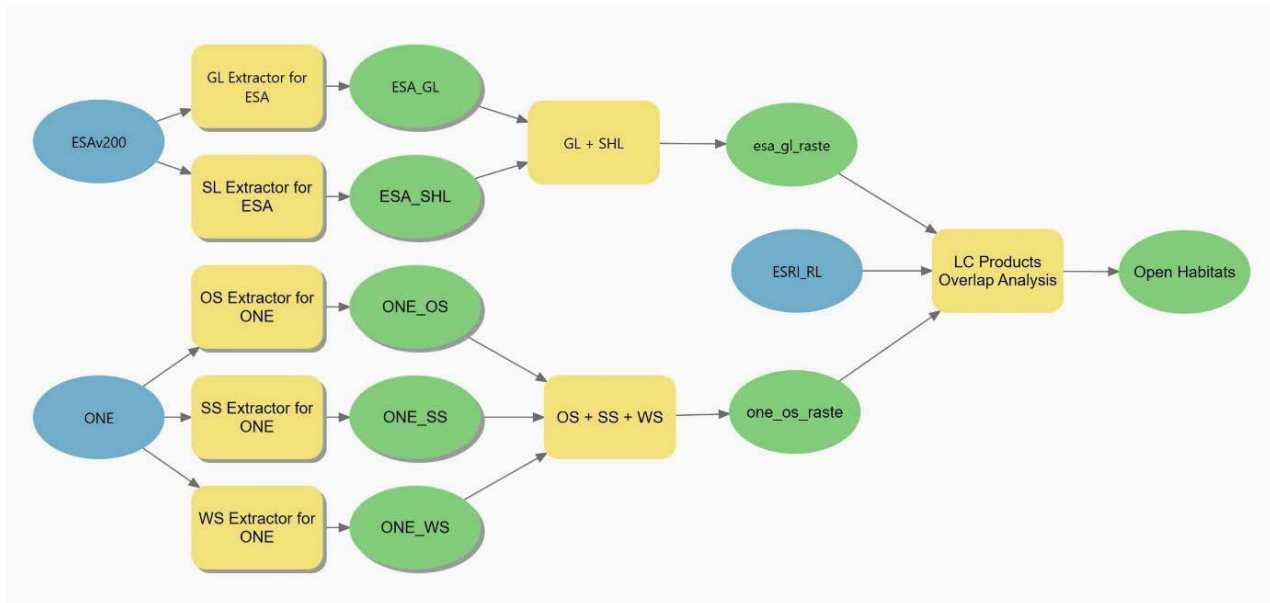 ESAv200
GL Extractor for
ESA
ESA_GL
SL Extractor for
ESA
ESA_SHL
GL + SHL
esa_gl_raste
OS Extractor for
ONE
ONE_OS
ONE
SS Extractor for
ONE
ONE_SS
WS Extractor for
ONE
ONE_WS
OS + SS + WS
one_os_raste
ESRI_RL
LC Products
Overlap Analysis
Open Habitats